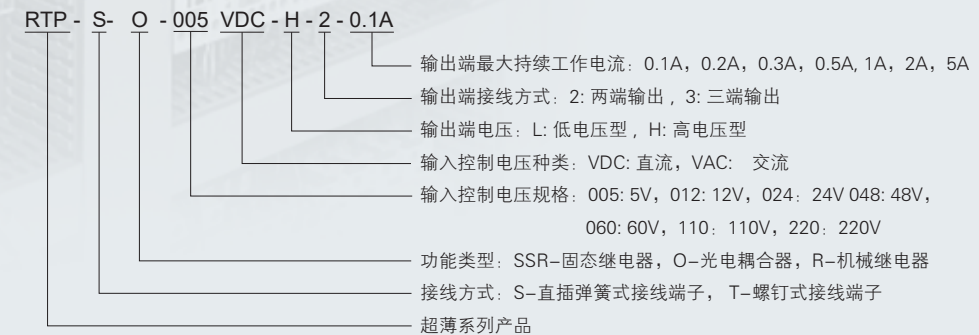 RTP - S- O - 005 VDC - H - 2 - 0.1A
输出端最大持续工作电流：0.1A，0.2A，0.3A，0.5A, 1A，2A，5A
输出端接线方式：2: 两端输出 , 3: 三端输出
输出端电压：L: 低电压型 , H: 高电压型
输入控制电压种类：VDC: 直流，VAC: 交流
输入控制电压规格：005: 5V，012: 12V，024：24V 048: 48V，
060: 60V，110：110V，220：220V
功能类型：SSR–固态继电器，O–光电耦合器，R–机械继电器
接线方式：S–直插弹簧式接线端子， T–螺钉式接线端子
超薄系列产品